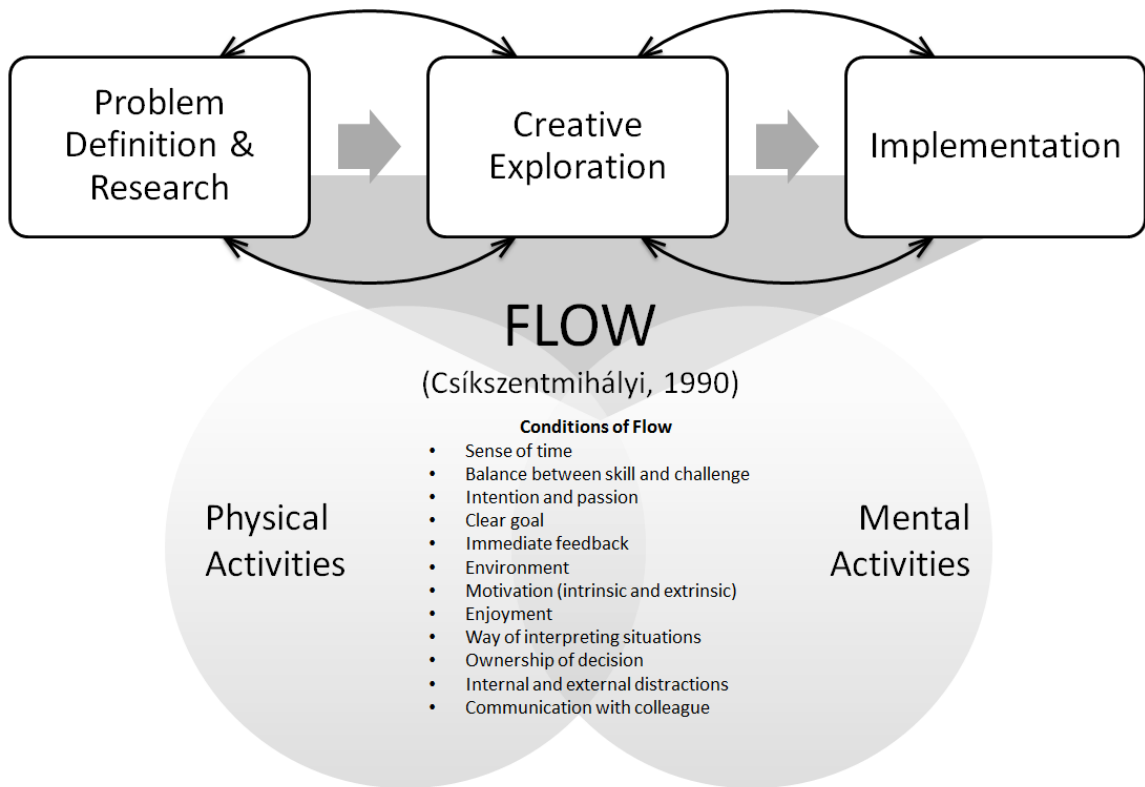 Problem
Definition &
Research
Creative
Exploration
Implementation
FLOW
(Csíkszentmihályi, 1990)
Conditions of Flow
• Sense of time
• Balance between skill and challenge
• Intention and passion
• Clear goal
• Immediate feedback
• Environment
• Motivation (intrinsic and extrinsic)
• Enjoyment
• Way of interpreting situations
• Ownership of decision
• Internal and external distractions
• Communication with colleague
Physical
Activities
Mental
Activities